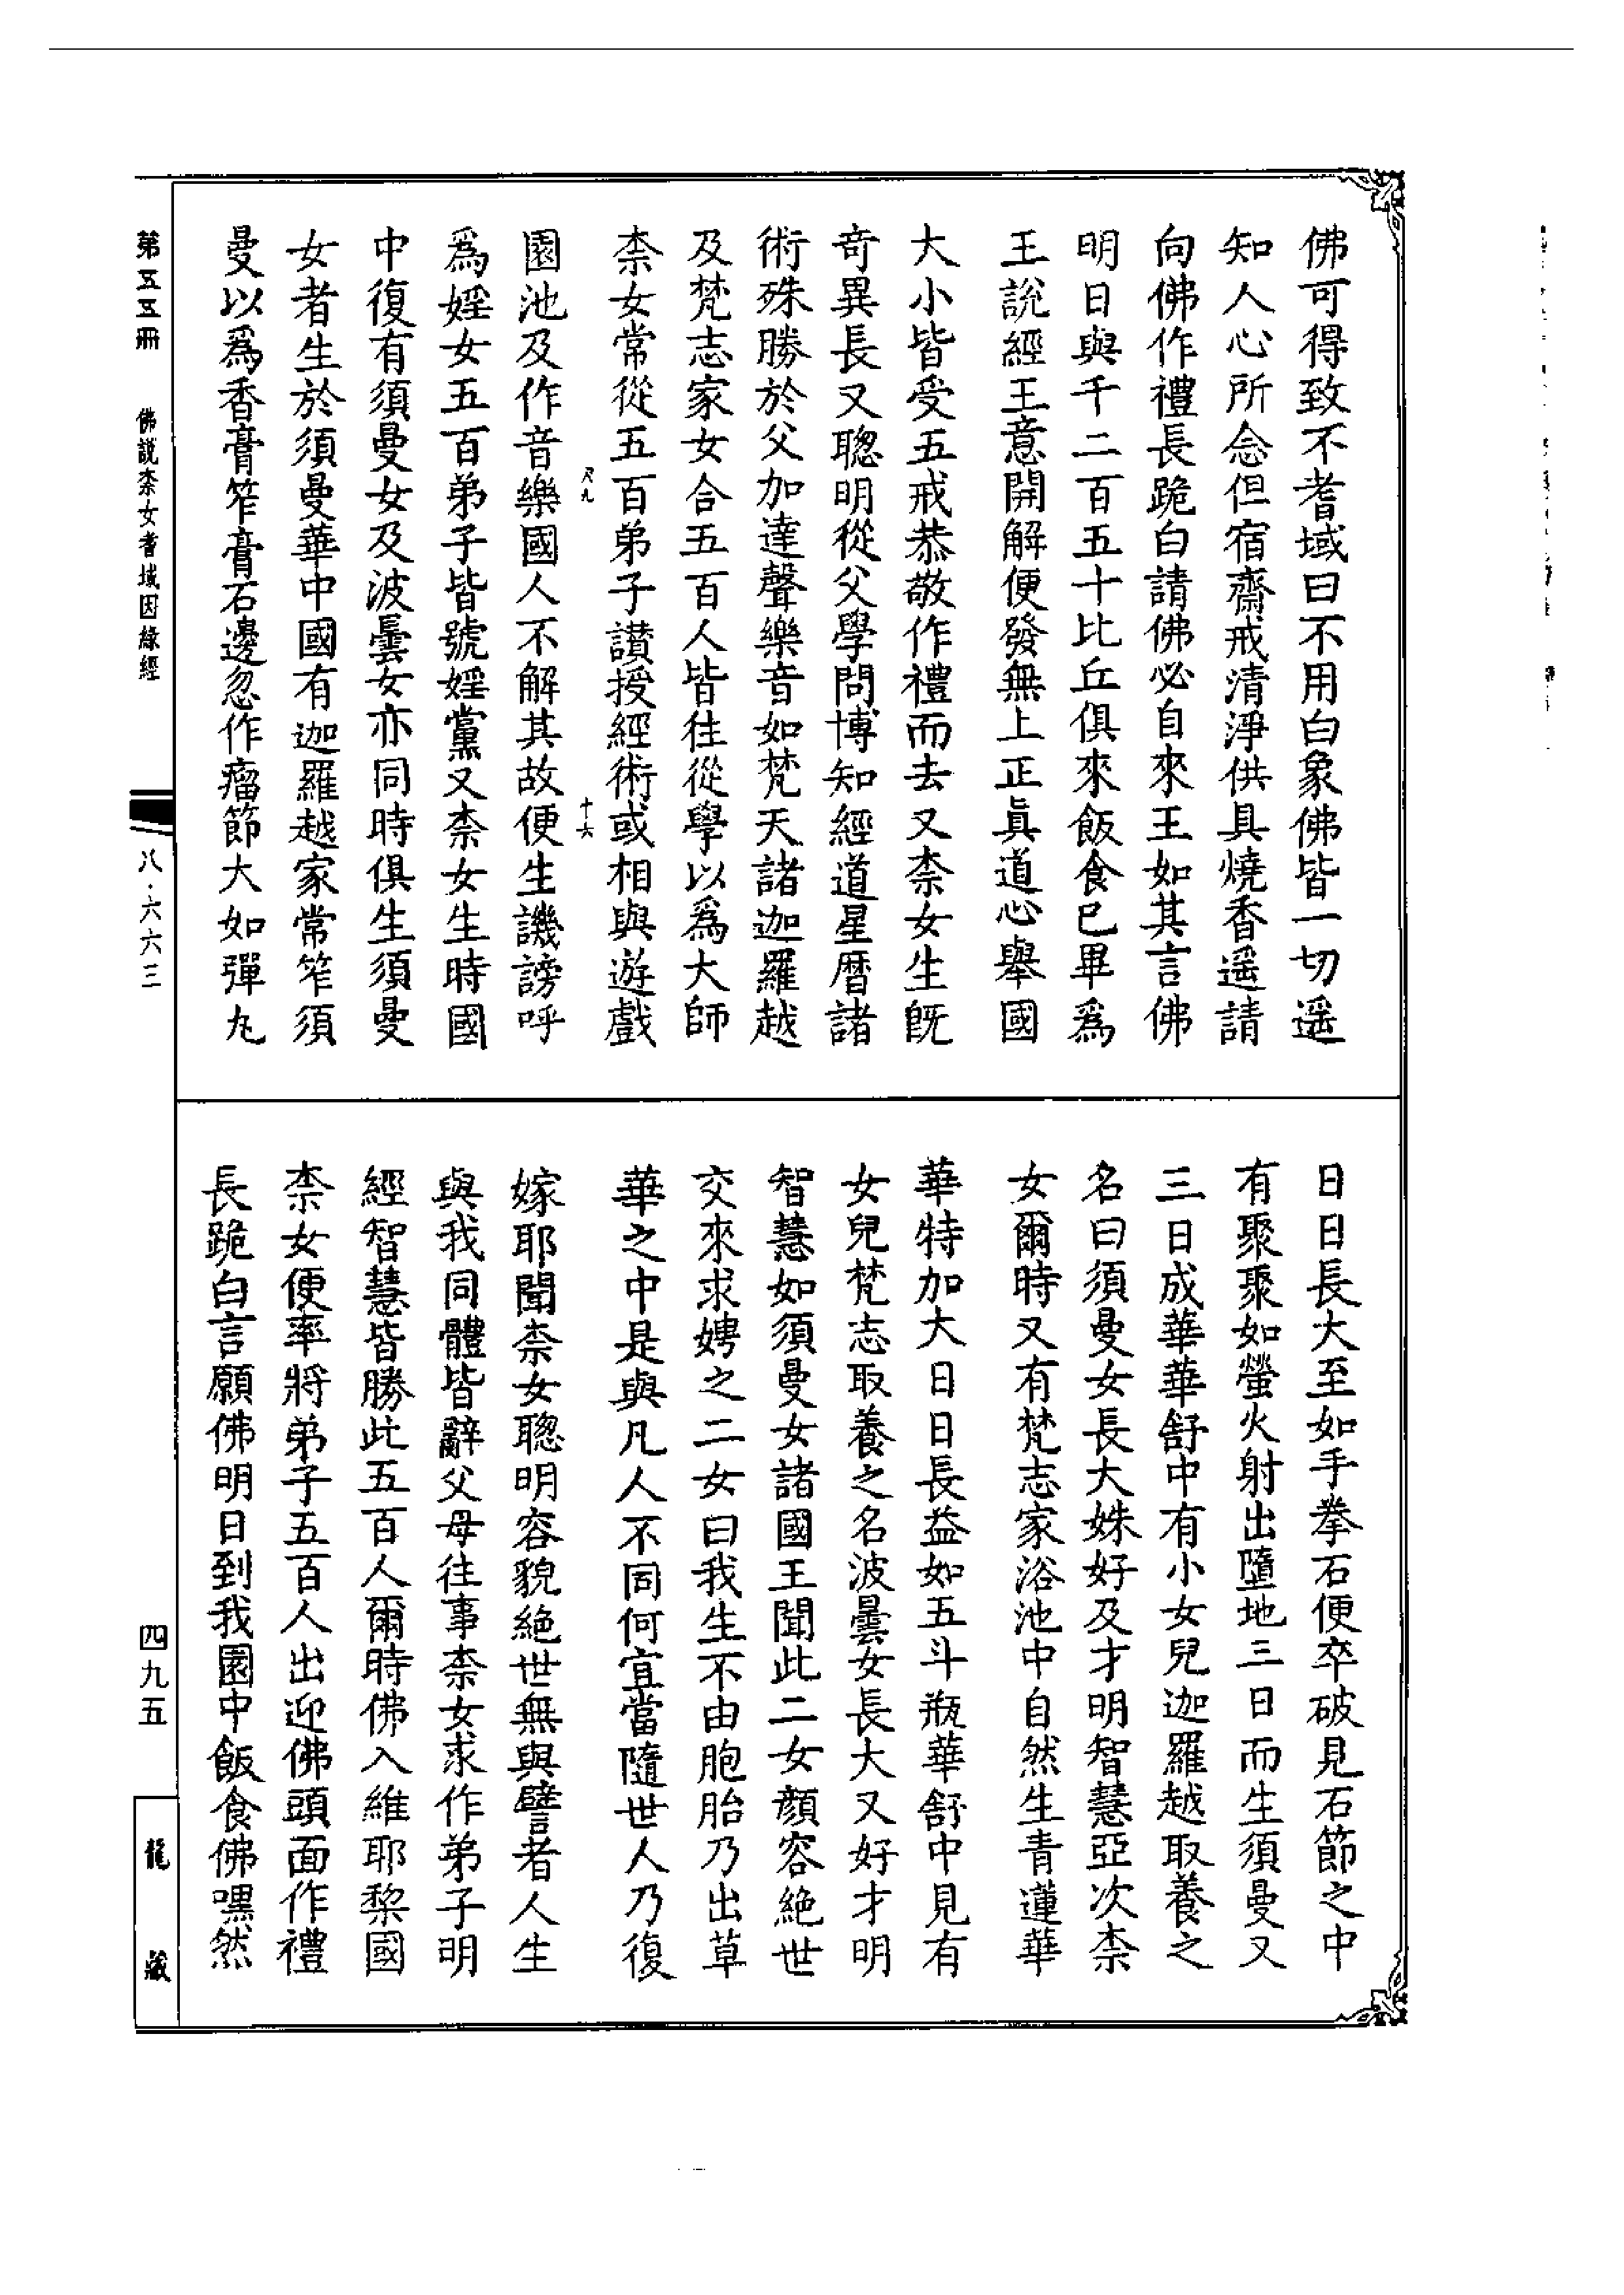 佛可得致不耆域曰不用白象佛皆一切遥
知人心所念但宿齋戒清淨供具燒香遥請
向佛作禮長跪白請佛必自來王如其言佛
明日與千二百五十比丘俱來飯食已畢爲
王說經王意開解便發無上正眞道心舉國
大小皆受五戒恭敬作禮而去又柰女生旣
奇異長又聰明從父學問博知經道星曆諸
術殊勝於父加達聲樂音如梵天諸迦羅越
及梵志家女合五百人皆往從學以爲大師
柰女常從五百弟子讃授經術或相與遊戲
尺九
十六
園池及作音樂國人不解其故便生譏謗呼
爲婬女五百弟子皆號婬黨又柰女生時國
中復有須曼女及波曇女亦同時俱生須曼
女者生於須曼華中國有迦羅越家常笮須
曼以爲香膏笮膏石邊忽作瘤節大如彈丸
日日長大至如手拳石便卒破見石節之中
有聚聚如螢火射出墮地三日而生須曼又
三日成華華舒中有小女兒迦羅越取養之
名曰須曼女長大姝好及才明智慧亞次柰
女爾時又有梵志家浴池中自然生青蓮華
華特加大日日長益如五斗瓶華舒中見有
女兒梵志取養之名波曇女長大又好才明
智慧如須曼女諸國王聞此二女顔容絶世
交來求娉之二女曰我生不由胞胎乃出草
華之中是與凡人不同何宜當隨世人乃復
嫁耶聞柰女聰明容貌絶世無與譬者人生
與我同體皆辭父母往事柰女求作弟子明
經智慧皆勝此五百人爾時佛入維耶黎國
柰女便率將弟子五百人出迎佛頭面作禮
長跪白言願佛明日到我園中飯食佛嘿然
第五五冊 佛説柰女耆域因緣經
八·六六三
四九五
龍藏